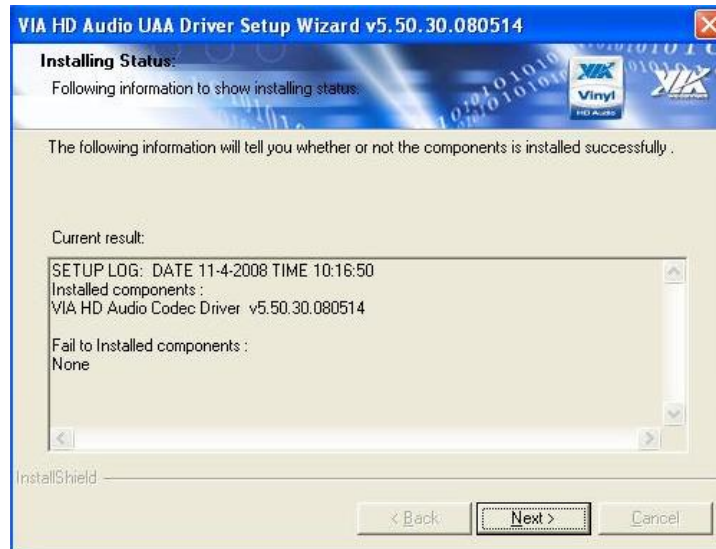 VIA HD Audio UAA Driver Setup Wizard v5.50.30.080514
Installing Status:
Following information to show installing status.
VIA
Vinyl
HD Audio
VIA
The following information will tell you whether or not the components is installed successfully .
Current result:
SETUP LOG:  DATE 11-4-2008 TIME 10:16:50
Installed components :
VIA HD Audio Codec Driver  v5.50.30.080514
Fail to Installed components :
None
InstallShield
< Back
Next >
Cancel